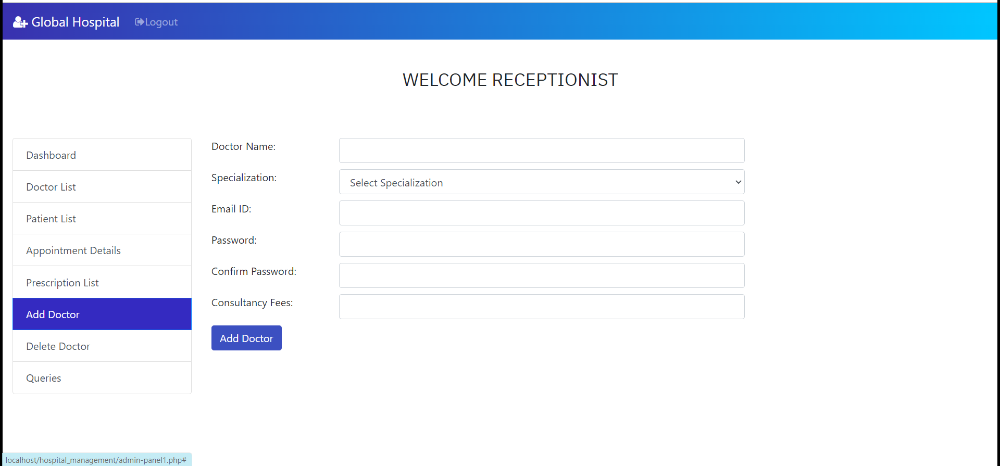 Global Hospital
Logout
WELCOME RECEPTIONIST
Dashboard
Doctor List
Patient List
Appointment Details
Prescription List
Add Doctor
Delete Doctor
Queries
Doctor Name:
Specialization:
Select Specialization
Email ID:
Password:
Confirm Password:
Consultancy Fees:
Add Doctor
localhost/hospital_management/admin-panel1.php#